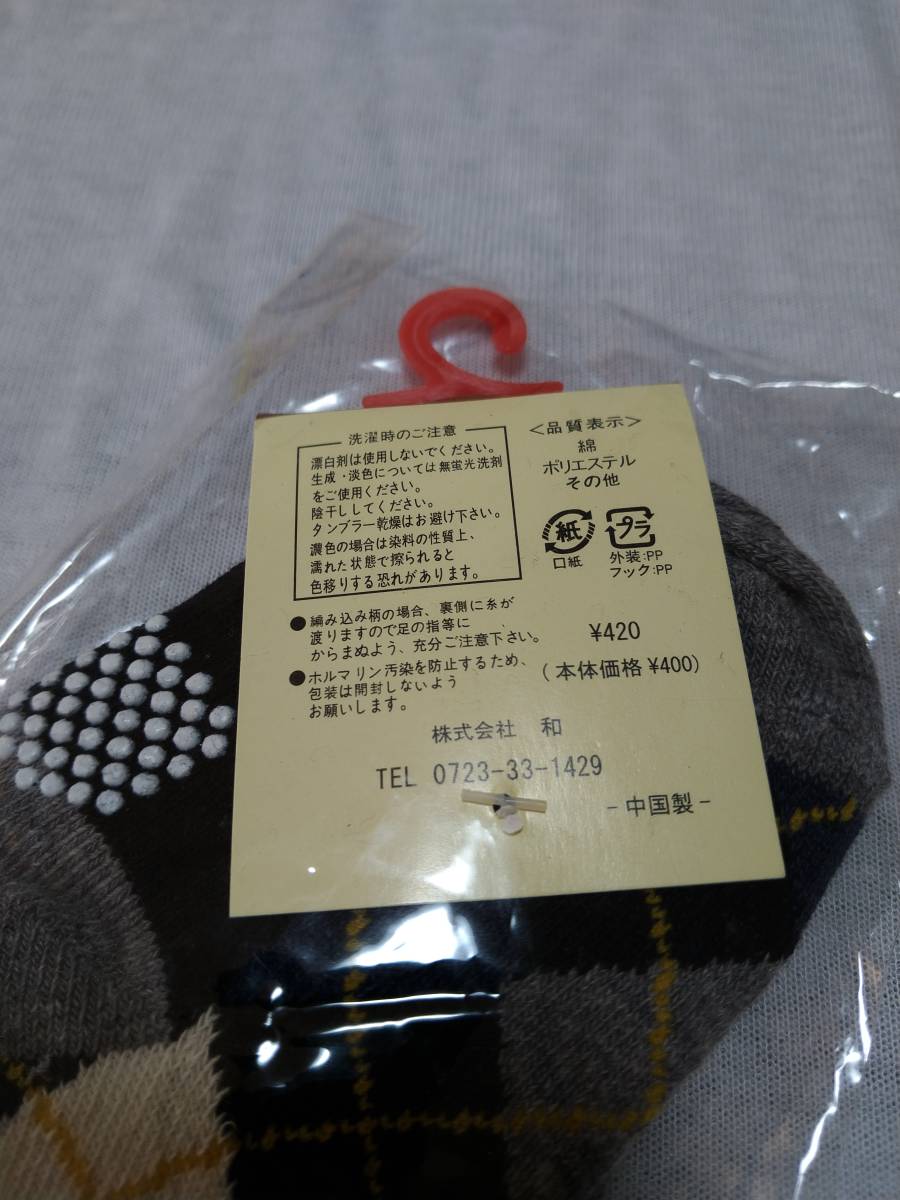 洗濯時のご注意
漂白剤は使用しないでください。
生成・淡色については無蛍光洗剤
をご使用ください。
陰干ししてください。
タンブラー乾燥はお避け下さい。
濃色の場合は染料の性質上、
濡れた状態で擦られると
色移りする恐れがあります。
●編み込み柄の場合、裏側に糸が
渡りますので足の指等に
からまぬよう、充分ご注意下さい。
●ホルマリン汚染を防止するため、
包装は開封しないよう
お願いします。
<品質表示>
綿
ポリエステル
その他
紙
口紙
プラ
外装:PP
フック:PP
¥420
(本体価格¥400)
株式会社 和
TEL 0723-33-1429
-中国製-